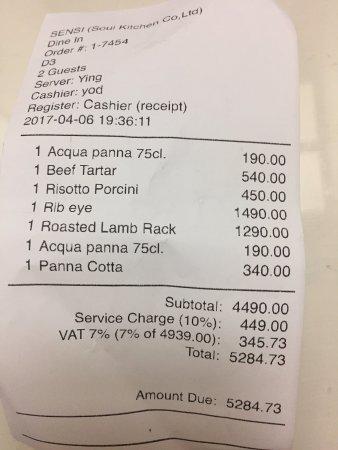 SENSI (Soul Kitchen Co,Ltd)
Dine In
Order #: 1-7454
D3
2 Guests
Server: Ying
Cashier: yod
Register: Cashier (receipt)
2017-04-06 19:36:11
1 Acqua panna 75cl. 190.00
1 Beef Tartar 540.00
1 Risotto Porcini 450.00
1 Rib eye 1490.00
1 Roasted Lamb Rack 1290.00
1 Acqua panna 75cl. 190.00
1 Panna Cotta 340.00
Subtotal: 4490.00
Service Charge (10%): 449.00
VAT 7% (7% of 4939.00): 345.73
Total: 5284.73
Amount Due: 5284.73